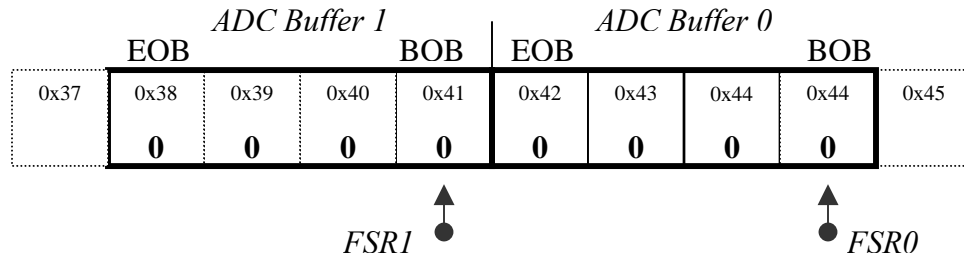 ADC Buffer 1 ADC Buffer 0
EOB BOB EOB BOB
0x37 0x38 0x39 0x40 0x41 0x42 0x43 0x44 0x44 0x45
0 0 0 0 0 0 0 0
FSR1 FSR0